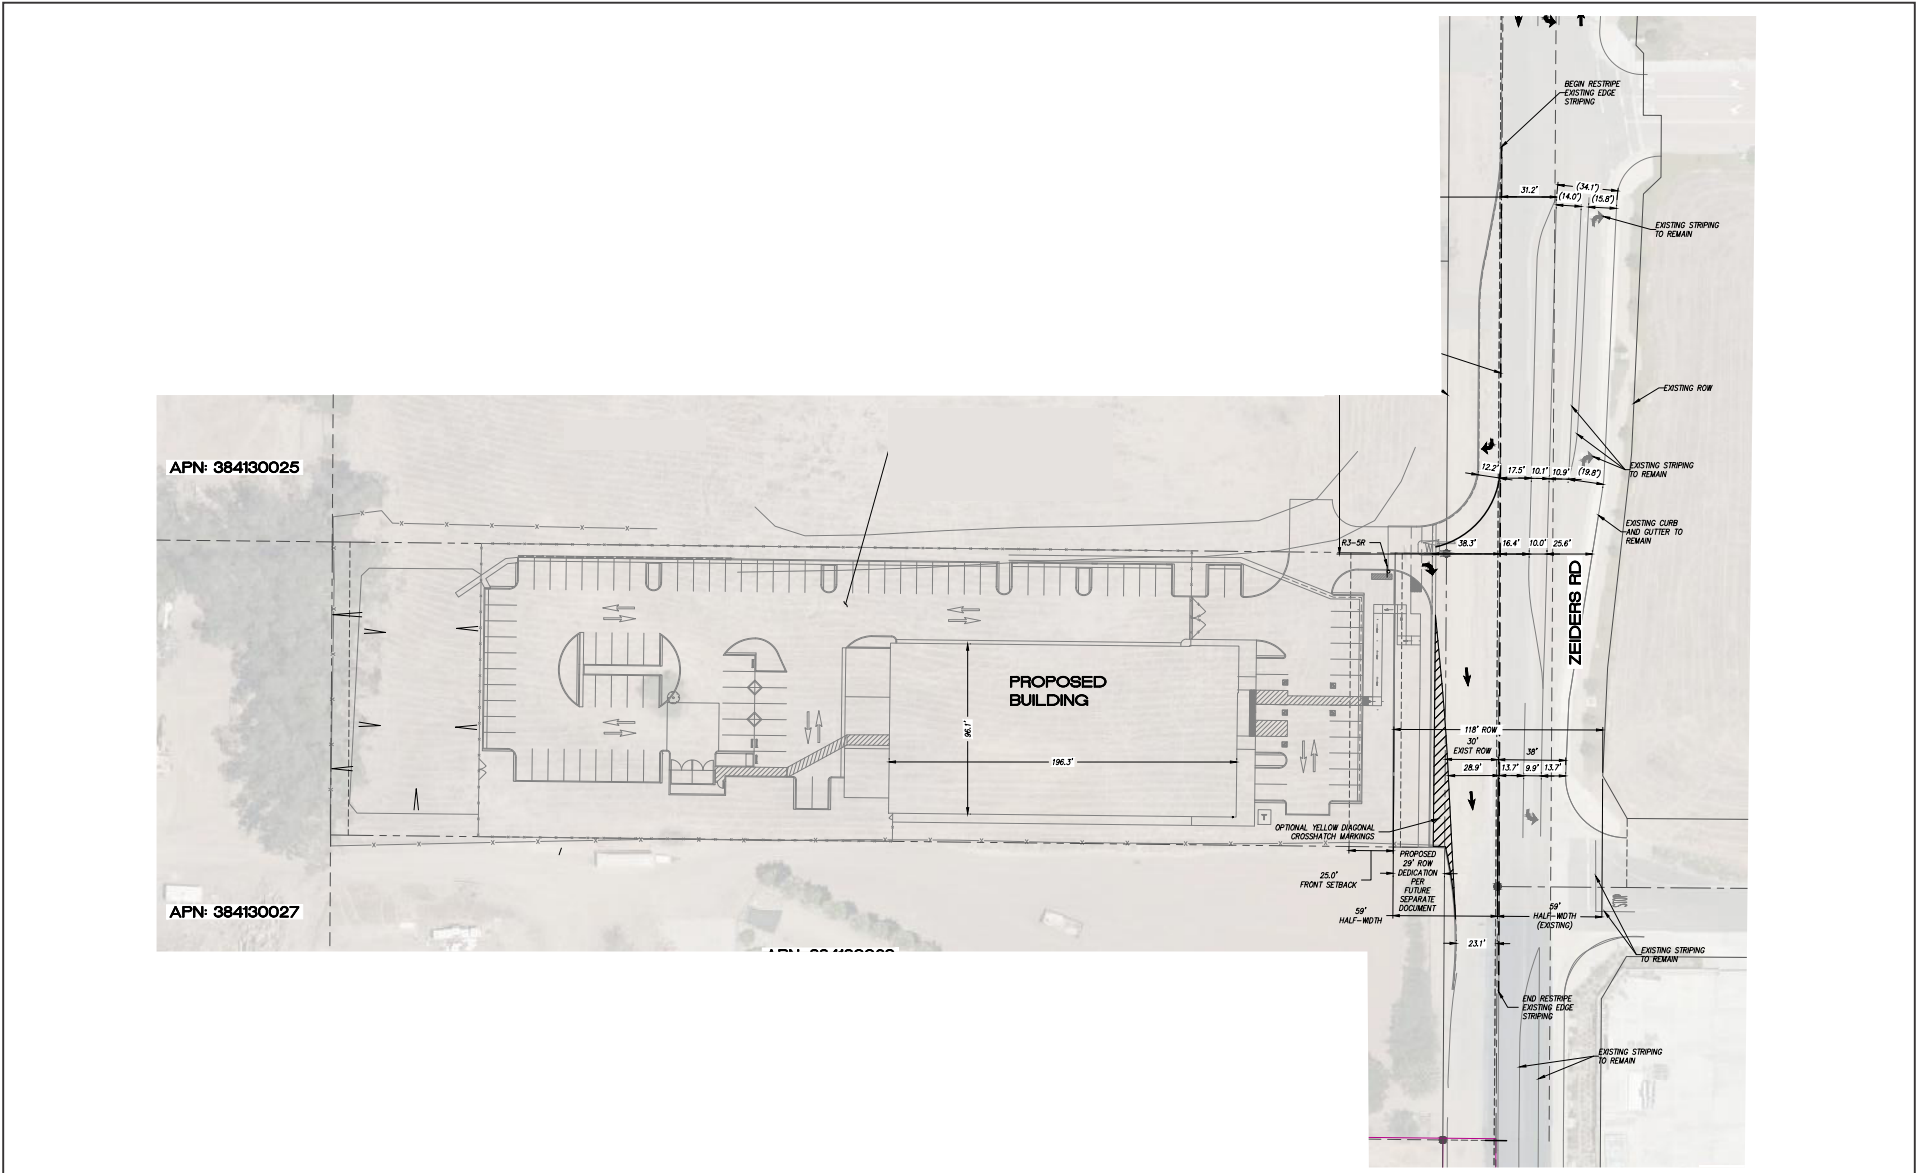 BEGIN RESTRIPE
EXISTING EDGE
STRIPING
31.2'
(34.1')
(14.0')
(15.8')
EXISTING STRIPING
TO REMAIN
EXISTING ROW
APN: 384130025
12.2'
17.5'
10.1'
10.9'
(19.8')
EXISTING STRIPING
TO REMAIN
EXISTING CURB
AND GUTTER TO
REMAIN
R3-5R
38.3'
16.4'
10.0'
25.6'
ZEIDERS RD
PROPOSED
BUILDING
96.1'
196.3'
118' ROW
30'
EXIST ROW
38'
28.9'
13.7'
9.9'
13.7'
T
OPTIONAL YELLOW DIAGONAL
CROSSHATCH MARKINGS
25.0'
FRONT SETBACK
PROPOSED
29' ROW
DEDICATION
PER
FUTURE
SEPARATE
DOCUMENT
59'
HALF-WIDTH
59'
HALF-WIDTH
(EXISTING)
APN: 384130027
23.1'
EXISTING STRIPING
TO REMAIN
END RESTRIPE
EXISTING EDGE
STRIPING
EXISTING STRIPING
TO REMAIN